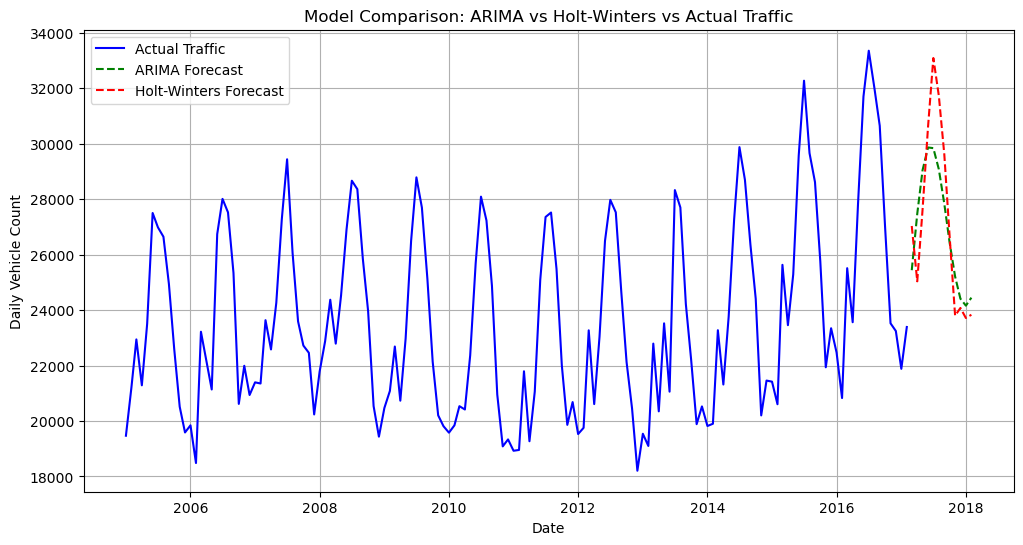 Model Comparison: ARIMA vs Holt-Winters vs Actual Traffic
Actual Traffic
ARIMA Forecast
Holt-Winters Forecast
Daily Vehicle Count
34000
32000
30000
28000
26000
24000
22000
20000
18000
2006 2008 2010 2012 2014 2016 2018
Date